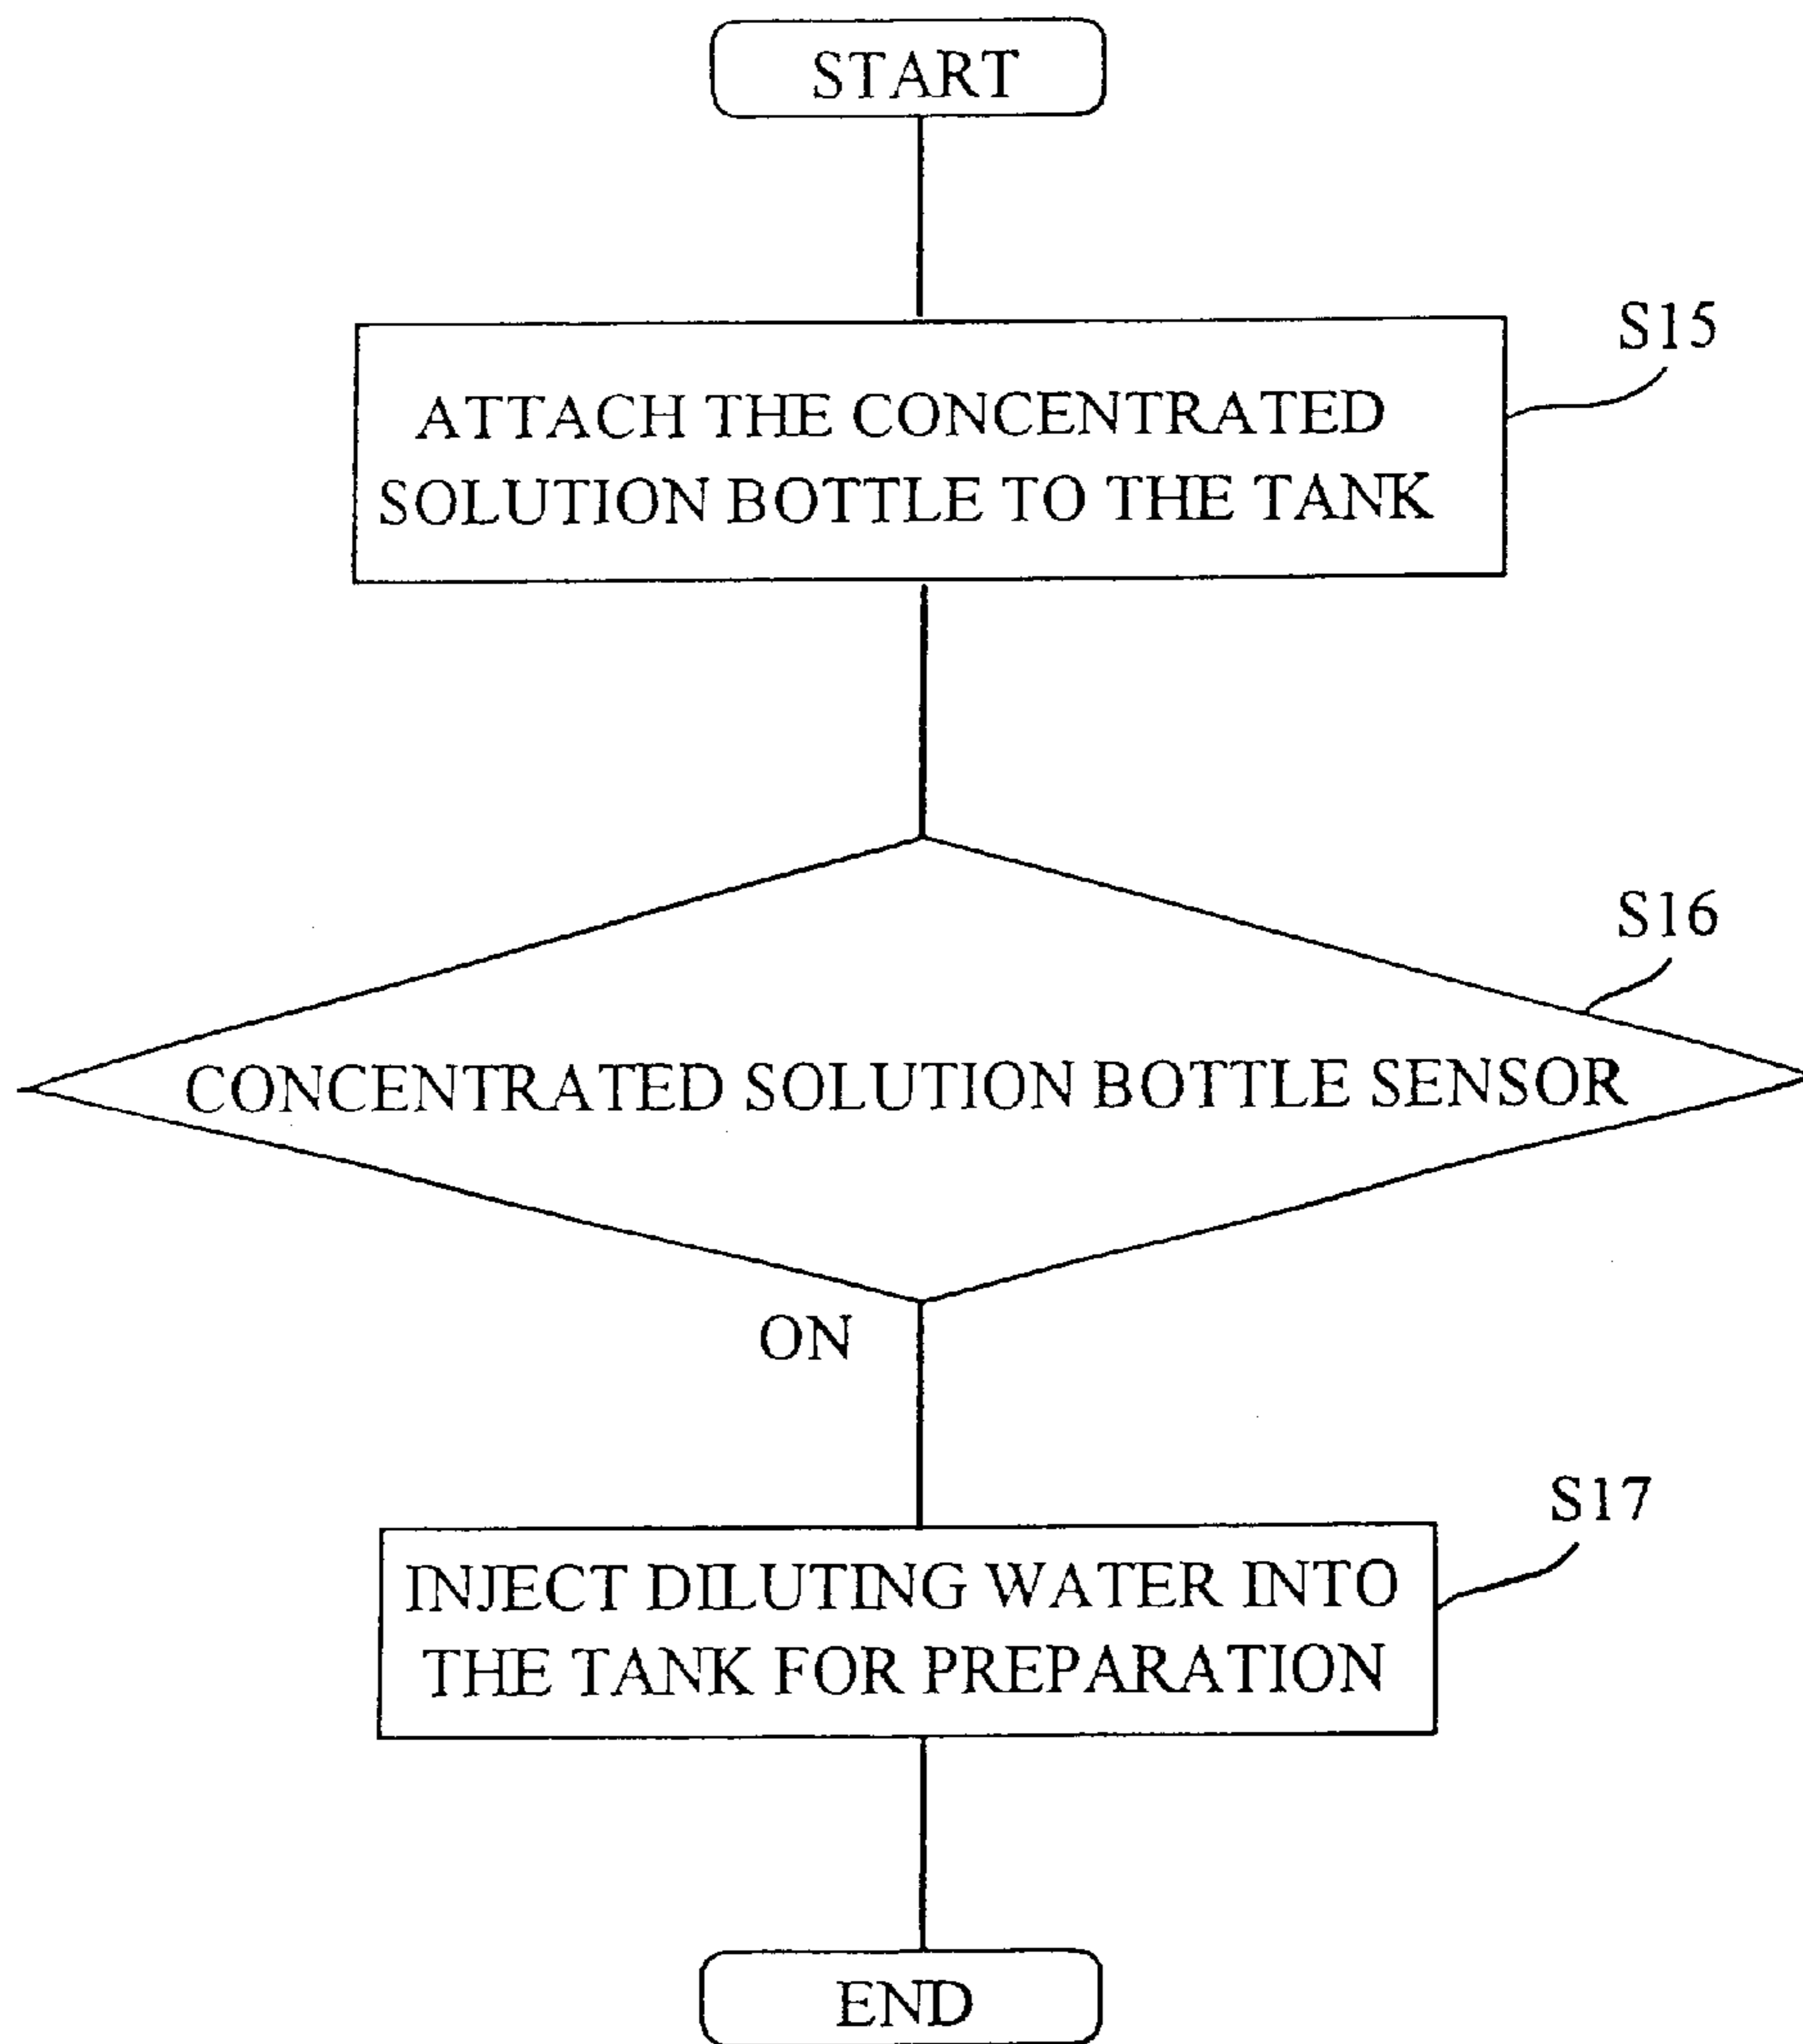 START
S15
ATTACH THE CONCENTRATED
SOLUTION BOTTLE TO THE TANK
S16
CONCENTRATED SOLUTION BOTTLE SENSOR
ON
S17
INJECT DILUTING WATER INTO
THE TANK FOR PREPARATION
END